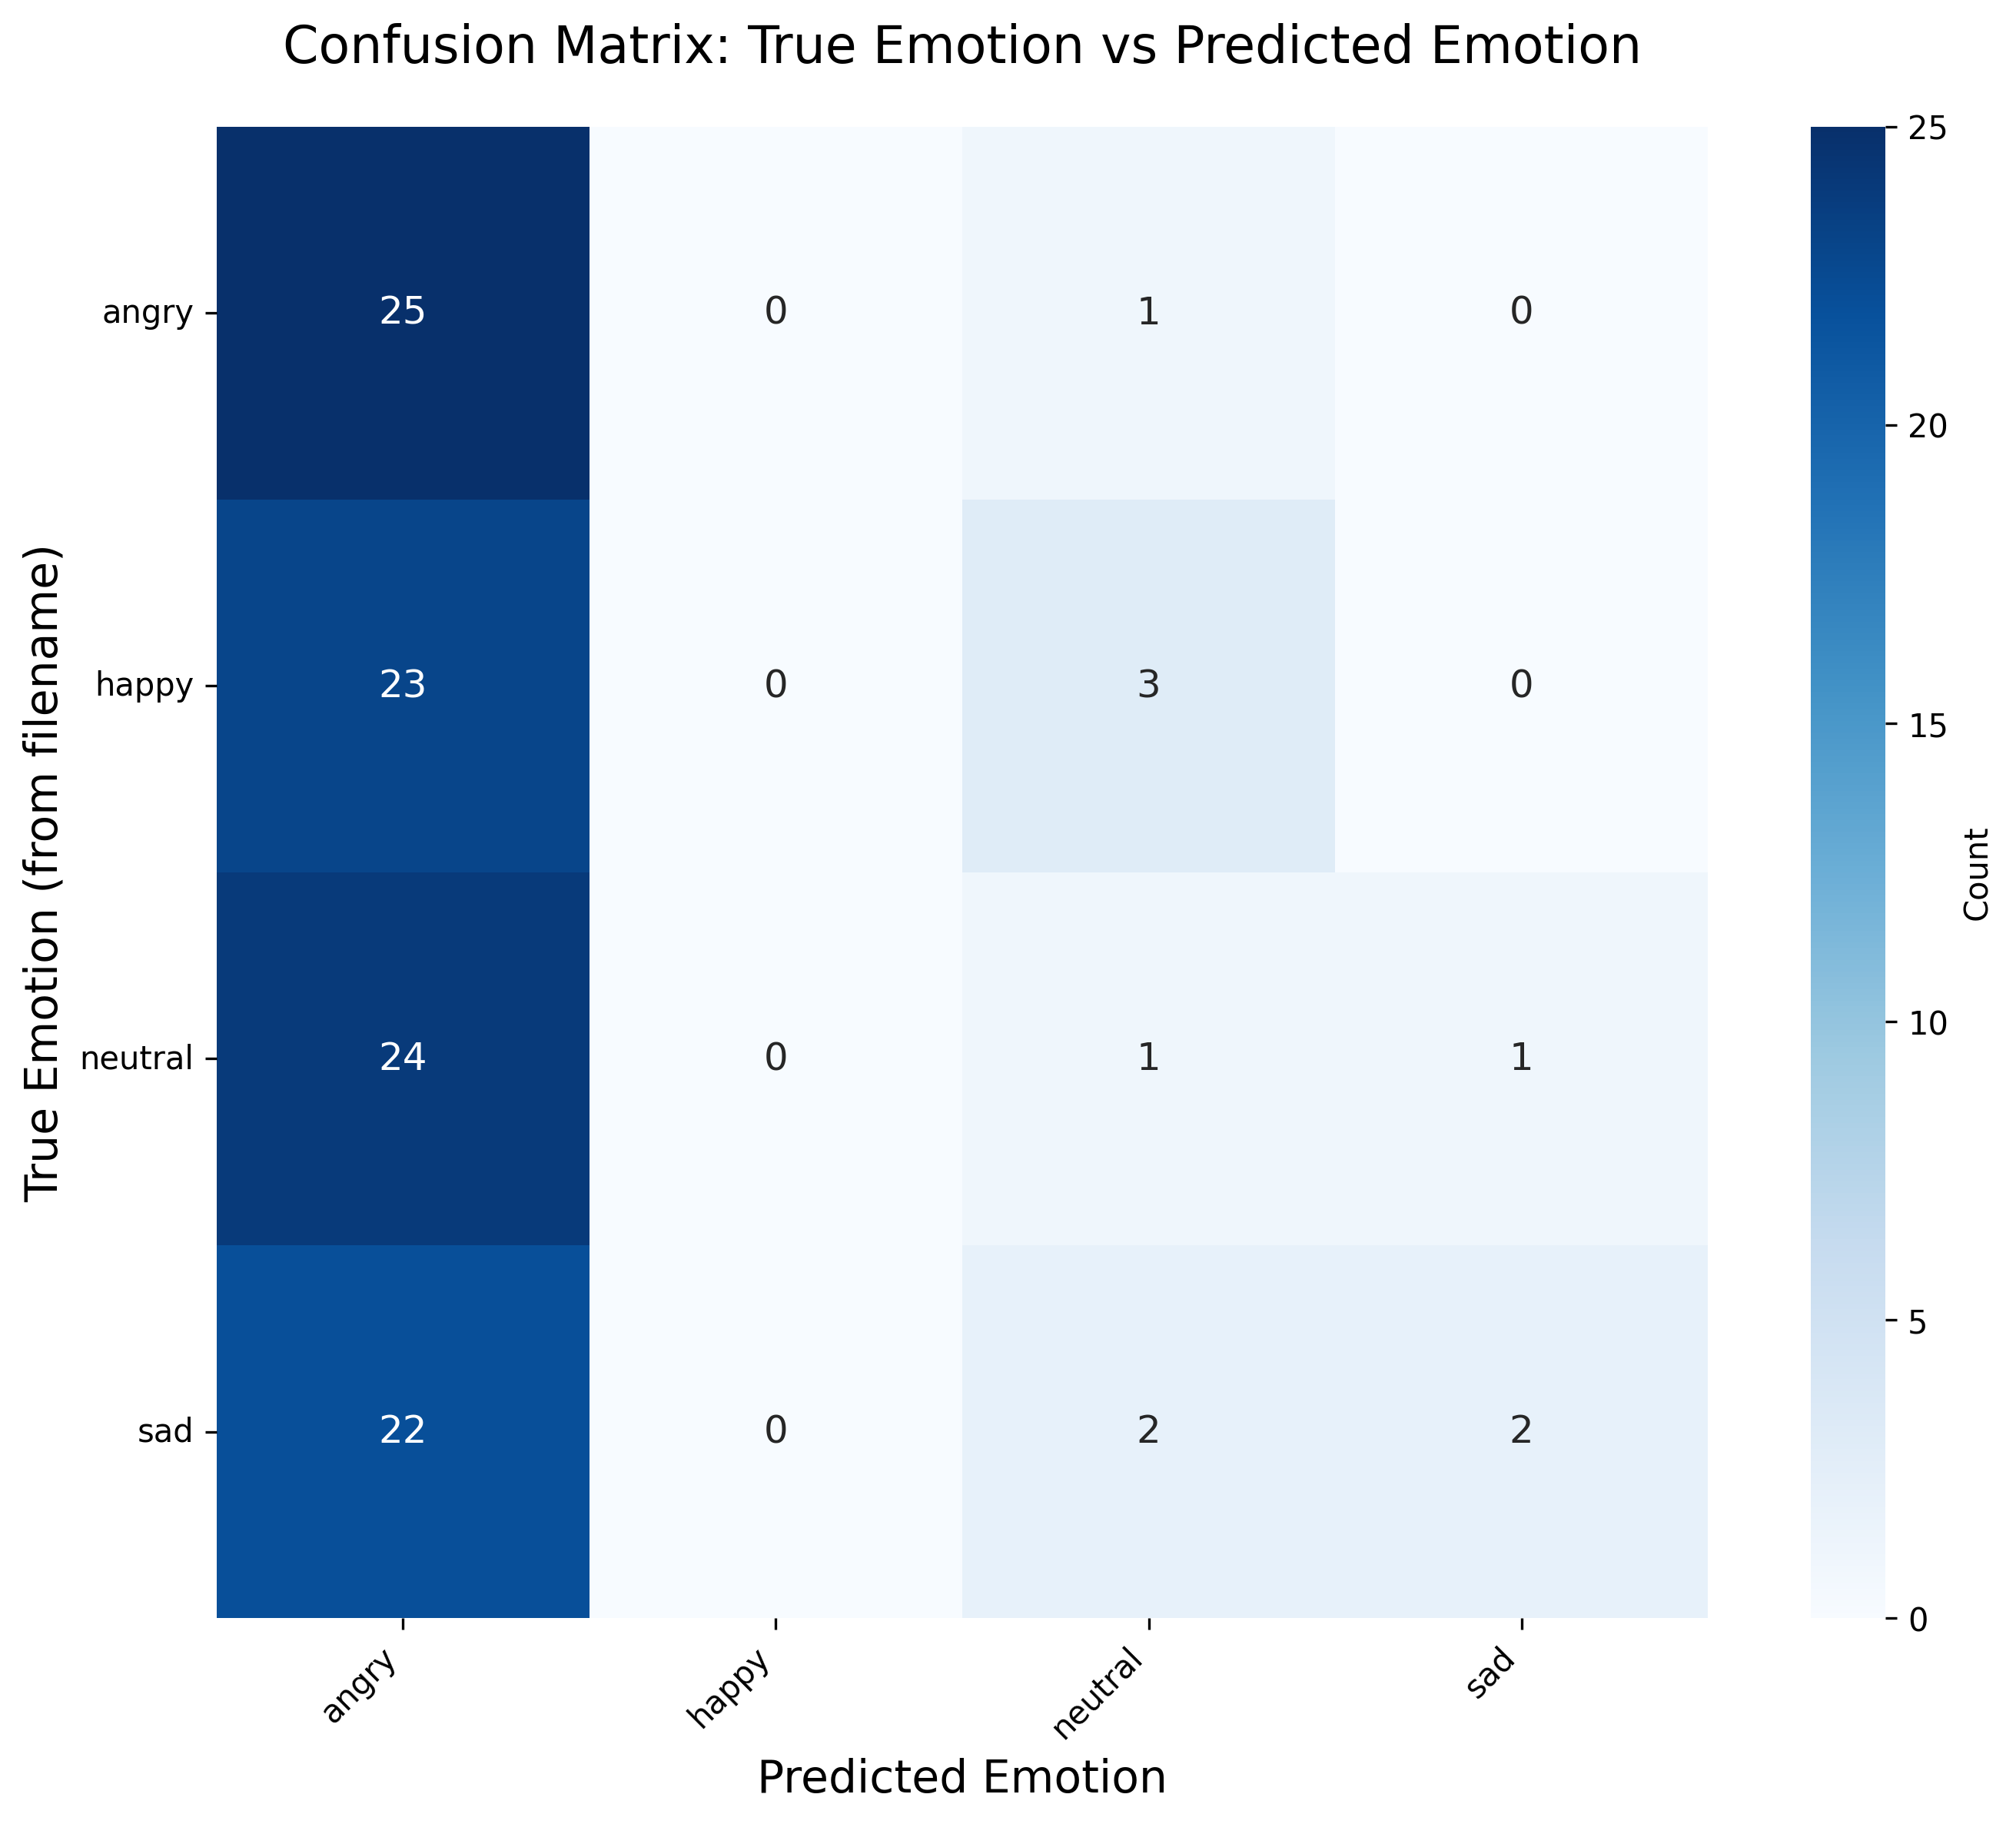 Confusion Matrix: True Emotion vs Predicted Emotion
True Emotion (from filename)
angry 25 0 1 0
happy 23 0 3 0
neutral 24 0 1 1
sad 22 0 2 2
angry happy neutral sad
Predicted Emotion
25
20
15
10
5
0
Count